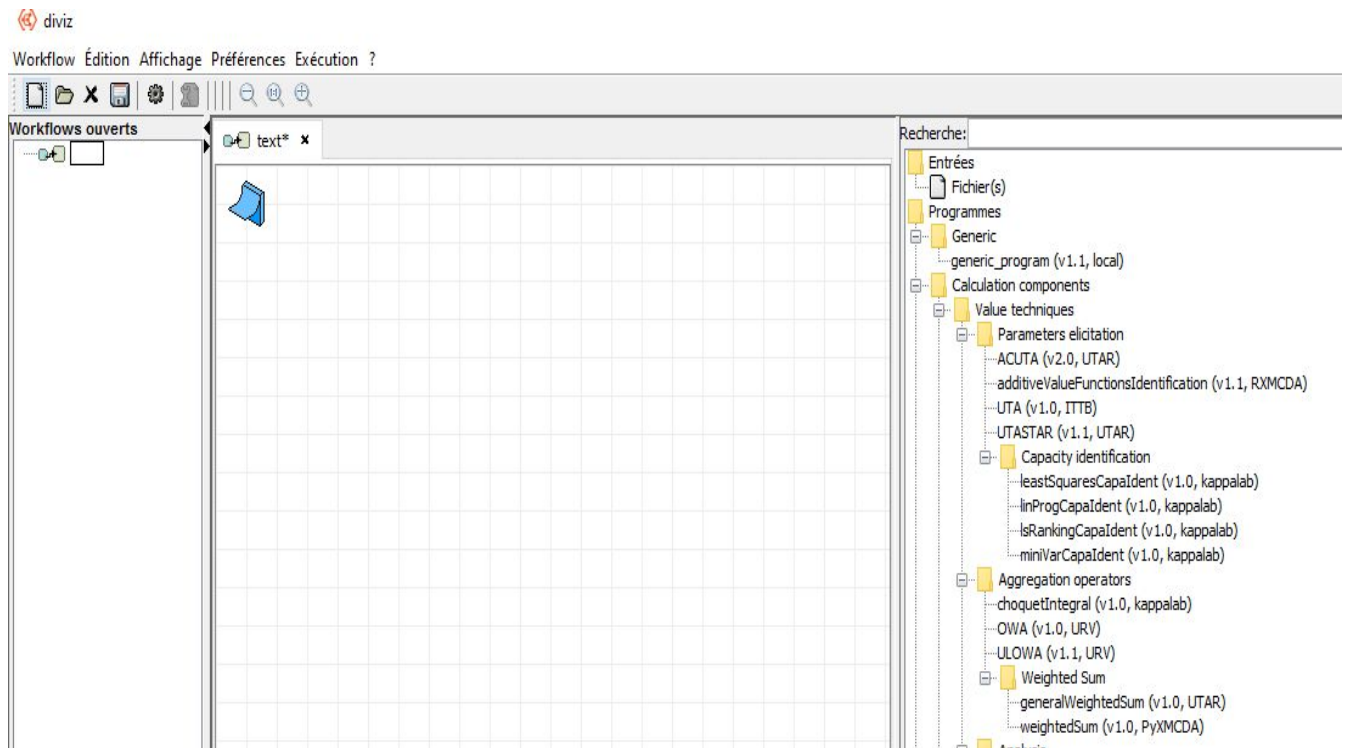 diviz
Workflow Édition Affichage Préférences Exécution ?
Workflows ouverts
text*
Recherche:
Entrées
Fichier(s)
Programmes
Generic
generic_program (v1.1, local)
Calculation components
Value techniques
Parameters elicitation
ACUTA (v2.0, UTAR)
additiveValueFunctionsIdentification (v1.1, RXMCDA)
UTA (v1.0, ITTB)
UTASTAR (v1.1, UTAR)
Capacity identification
leastSquaresCapaIdent (v1.0, kappalab)
linProgCapaIdent (v1.0, kappalab)
lsRankingCapaIdent (v1.0, kappalab)
miniVarCapaIdent (v1.0, kappalab)
Aggregation operators
choquetIntegral (v1.0, kappalab)
OWA (v1.0, URV)
ULOWA (v1.1, URV)
Weighted Sum
generalWeightedSum (v1.0, UTAR)
weightedSum (v1.0, PyXMCDA)